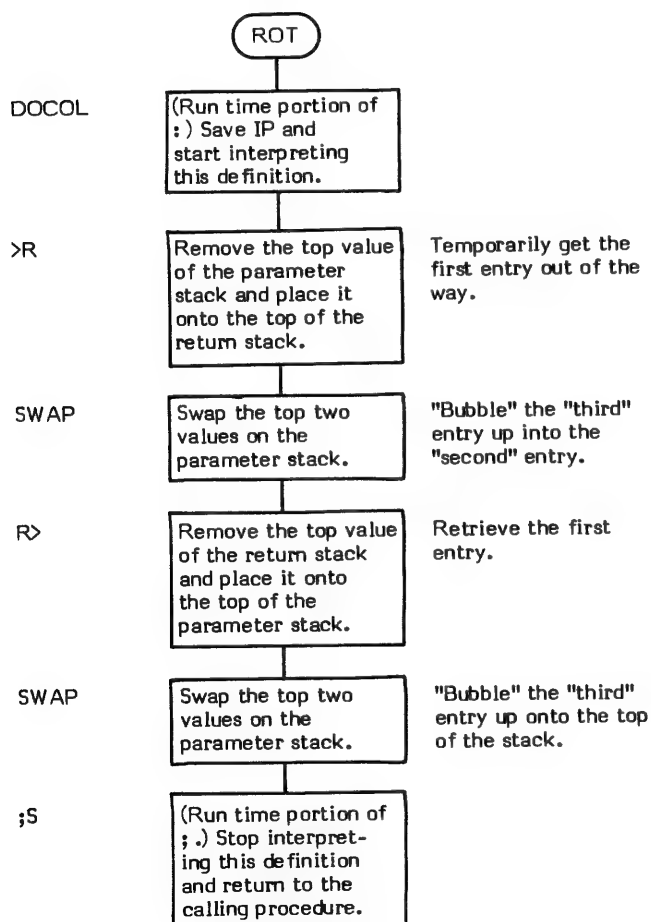 ROT
DOCOL
(Run time portion of
: ) Save IP and
start interpreting
this definition.
>R
Remove the top value
of the parameter
stack and place it
onto the top of the
return stack.
Temporarily get the
first entry out of the
way.
SWAP
Swap the top two
values on the
parameter stack.
"Bubble" the "third"
entry up into the
"second" entry.
R>
Remove the top value
of the return stack
and place it onto
the top of the
parameter stack.
Retrieve the first
entry.
SWAP
Swap the top two
values on the
parameter stack.
"Bubble" the "third"
entry up onto the top
of the stack.
;S
(Run time portion of
; .) Stop interpret-
ing this definition
and return to the
calling procedure.